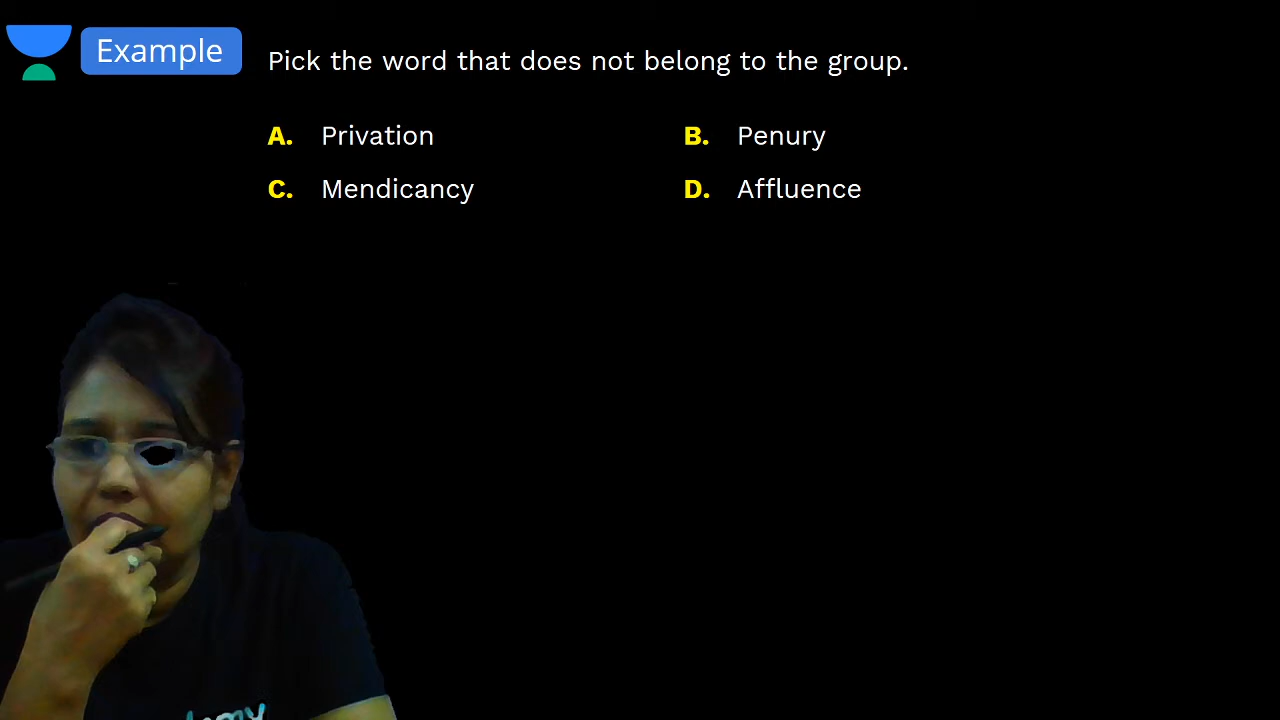 Example
Pick the word that does not belong to the group.
A. Privation B. Penury
C. Mendicancy D. Affluence